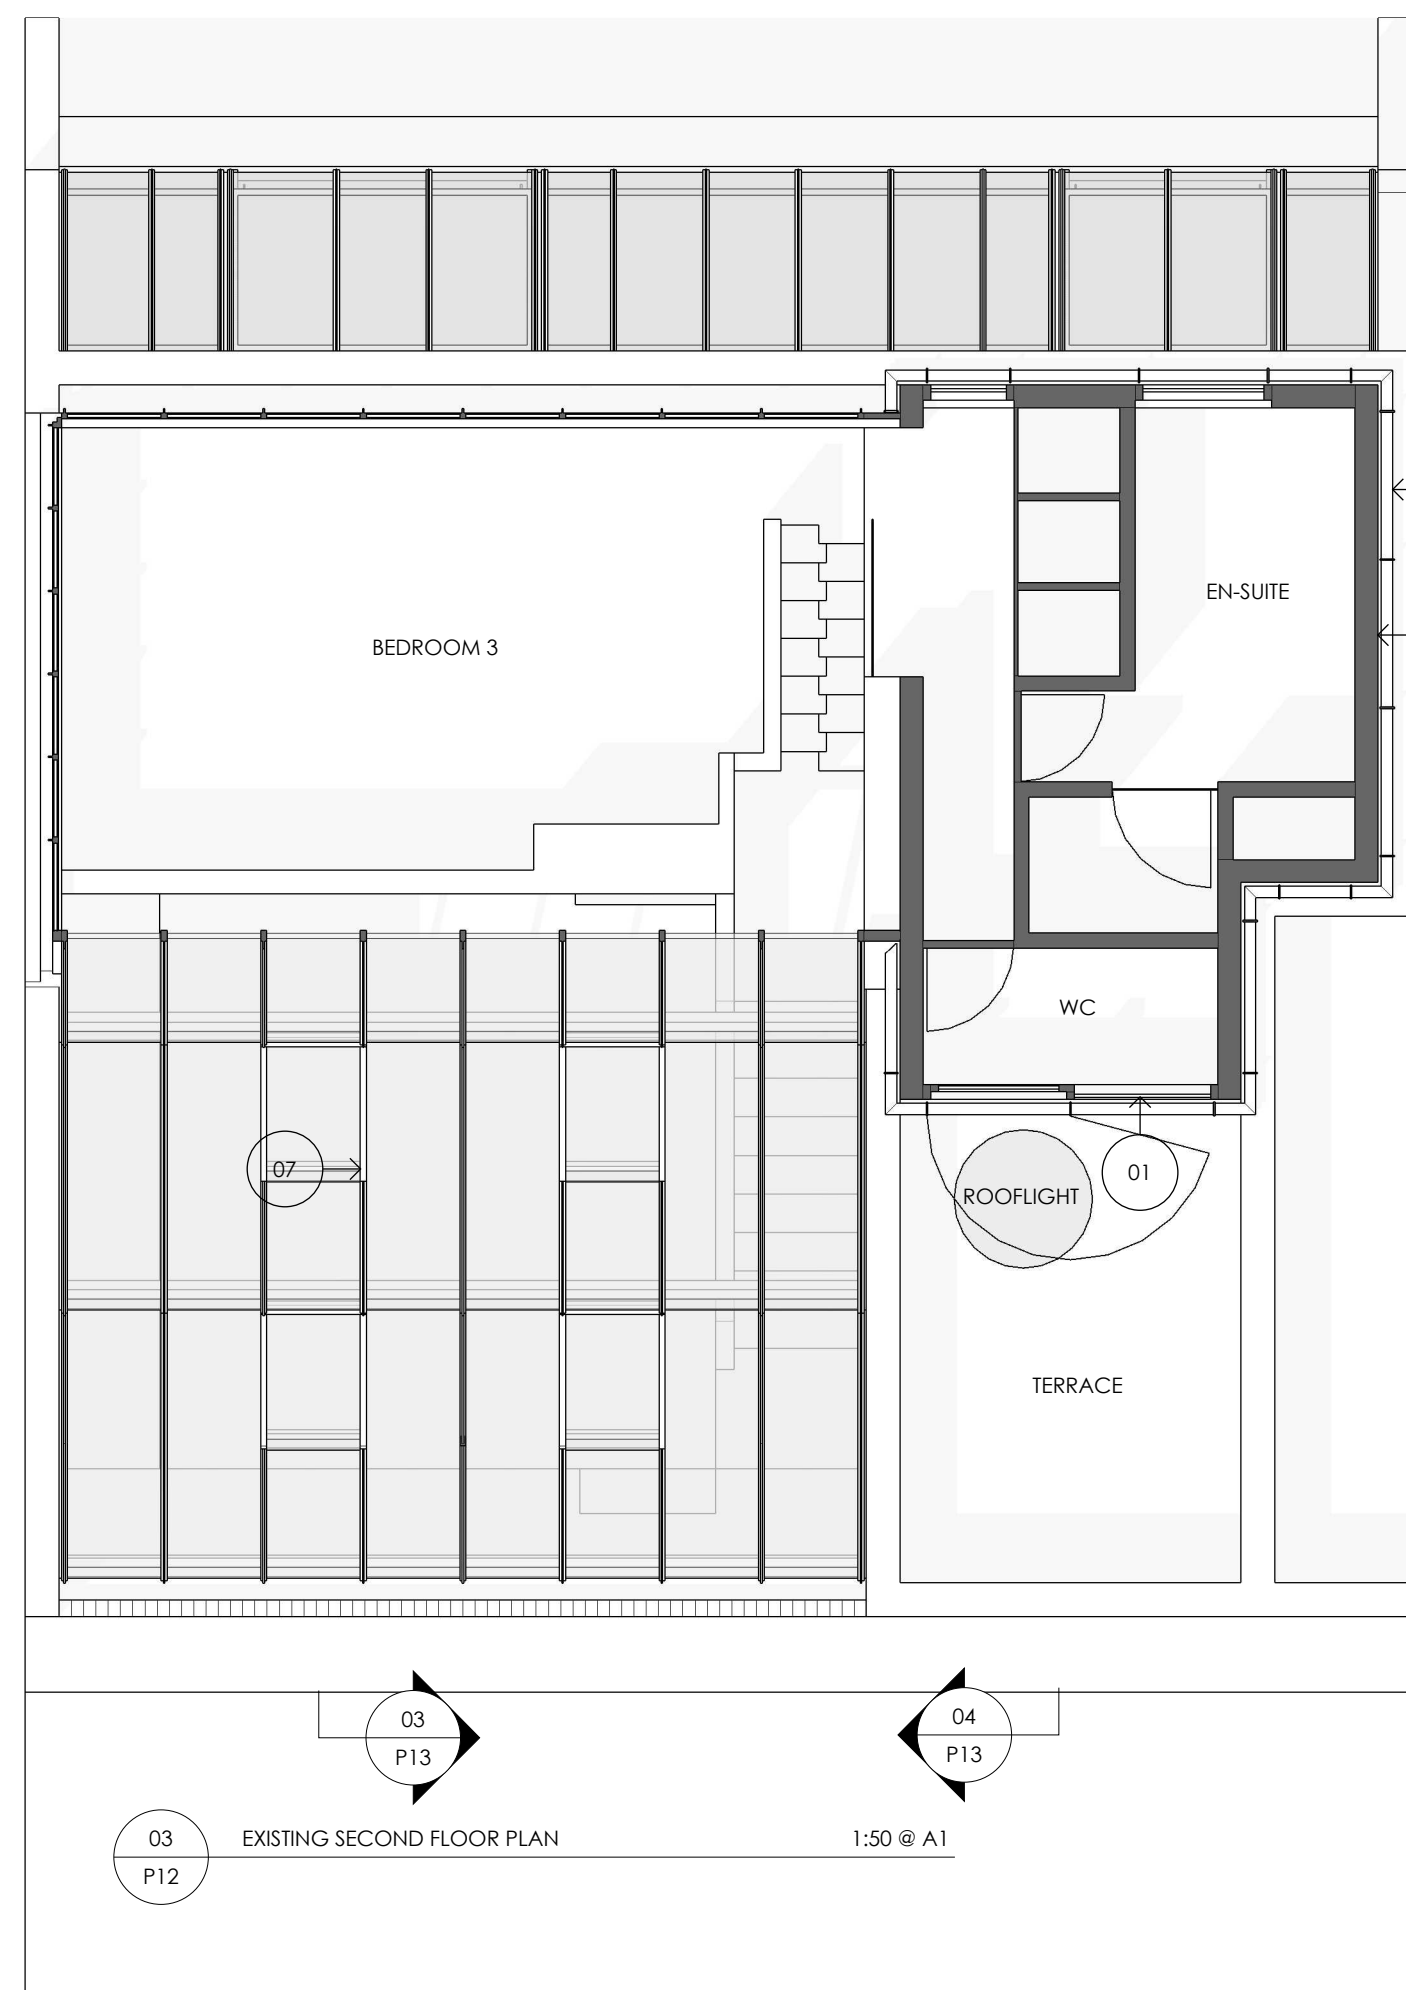 EN-SUITE
BEDROOM 3
WC
07
01
ROOFLIGHT
TERRACE
03
P13
04
P13
03
P12
EXISTING SECOND FLOOR PLAN
1:50 @ A1